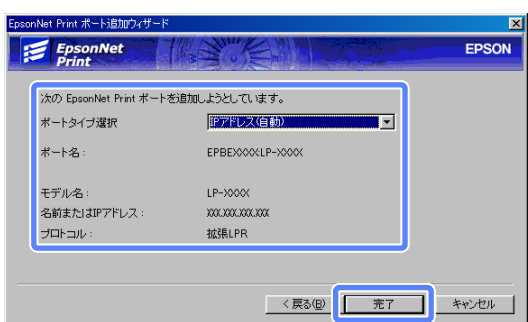 EpsonNet Print ポート追加ウィザード
EpsonNet
Print
EPSON
次の EpsonNet Print ポートを追加しようとしています。
ポートタイプ選択 IPアドレス(自動)
ポート名: EPBEXXXX:LP-XXXX
モデル名: LP-XXXX
名前またはIPアドレス: XXX.XXX.XXX.XXX
プロトコル: 拡張LPR
< 戻る(B) 完了 キャンセル